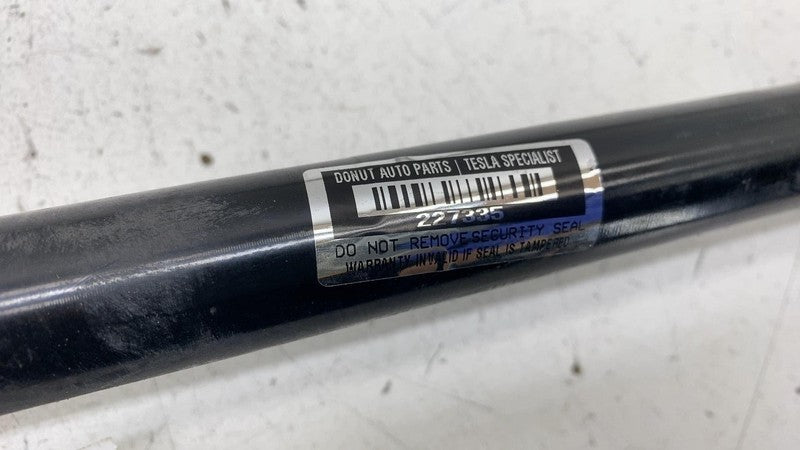 DONUT AUTO PARTS | TESLA SPECIALIST
227335
DO NOT REMOVE SECURITY SEAL
WARRANTY INVALID IF SEAL IS TAMPERED